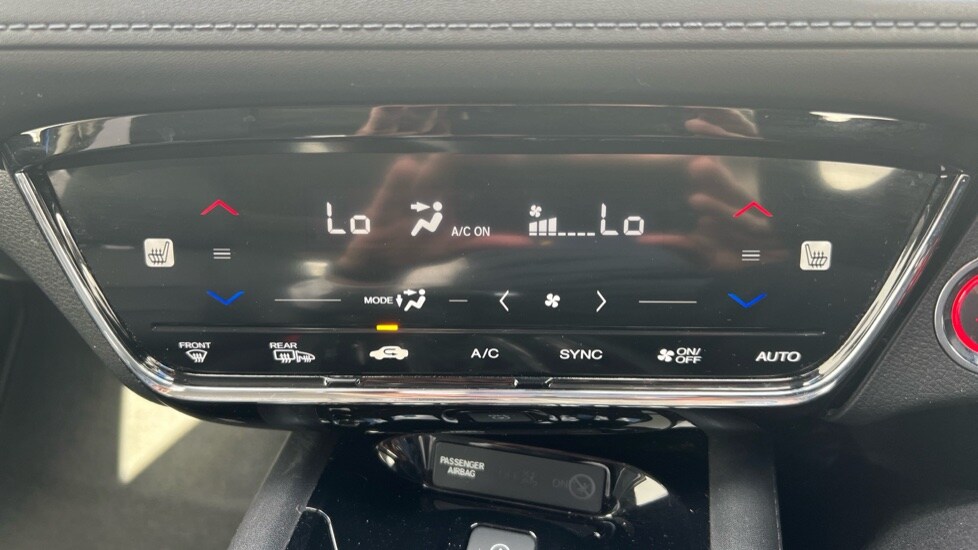 Lo A/C ON Lo
MODE
FRONT REAR A/C SYNC ON/OFF AUTO
PASSENGER
AIRBAG